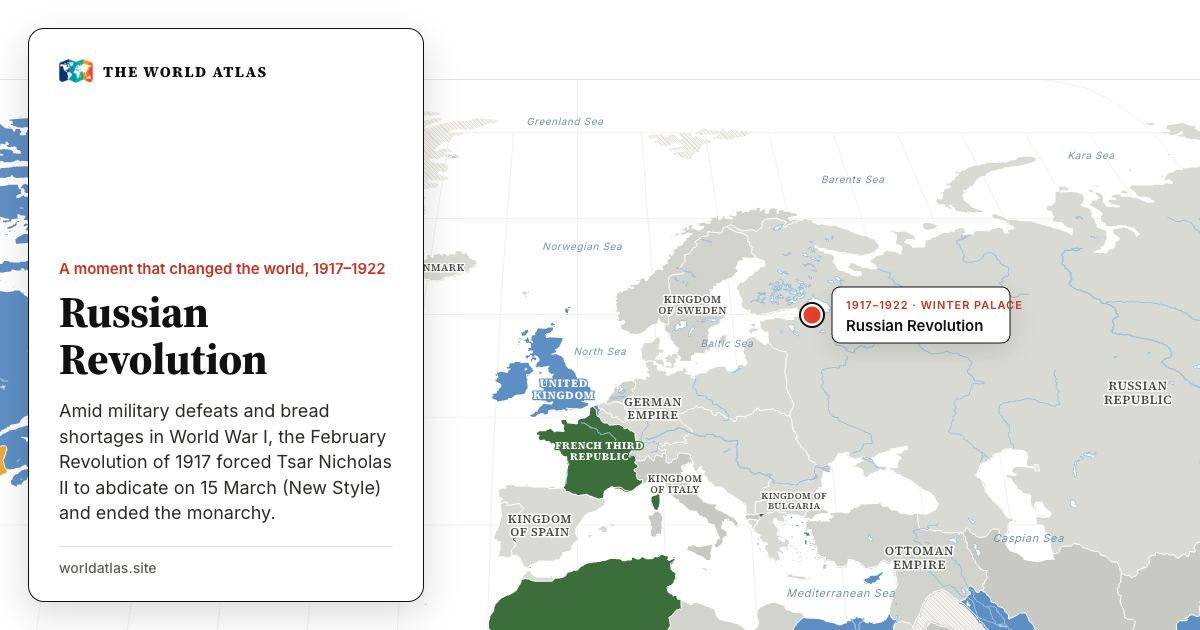 THE WORLD ATLAS
A moment that changed the world, 1917–1922
Russian
Revolution
Amid military defeats and bread
shortages in World War I, the February
Revolution of 1917 forced Tsar Nicholas
II to abdicate on 15 March (New Style)
and ended the monarchy.
worldatlas.site
Greenland Sea
Kara Sea
Barents Sea
Norwegian Sea
NMARK
KINGDOM
OF SWEDEN
1917–1922 · WINTER PALACE
Russian Revolution
Baltic Sea
North Sea
UNITED
KINGDOM
GERMAN
EMPIRE
RUSSIAN
REPUBLIC
FRENCH THIRD
REPUBLIC
KINGDOM
OF ITALY
KINGDOM OF
BULGARIA
KINGDOM
OF SPAIN
OTTOMAN
EMPIRE
Caspian Sea
Mediterranean Sea